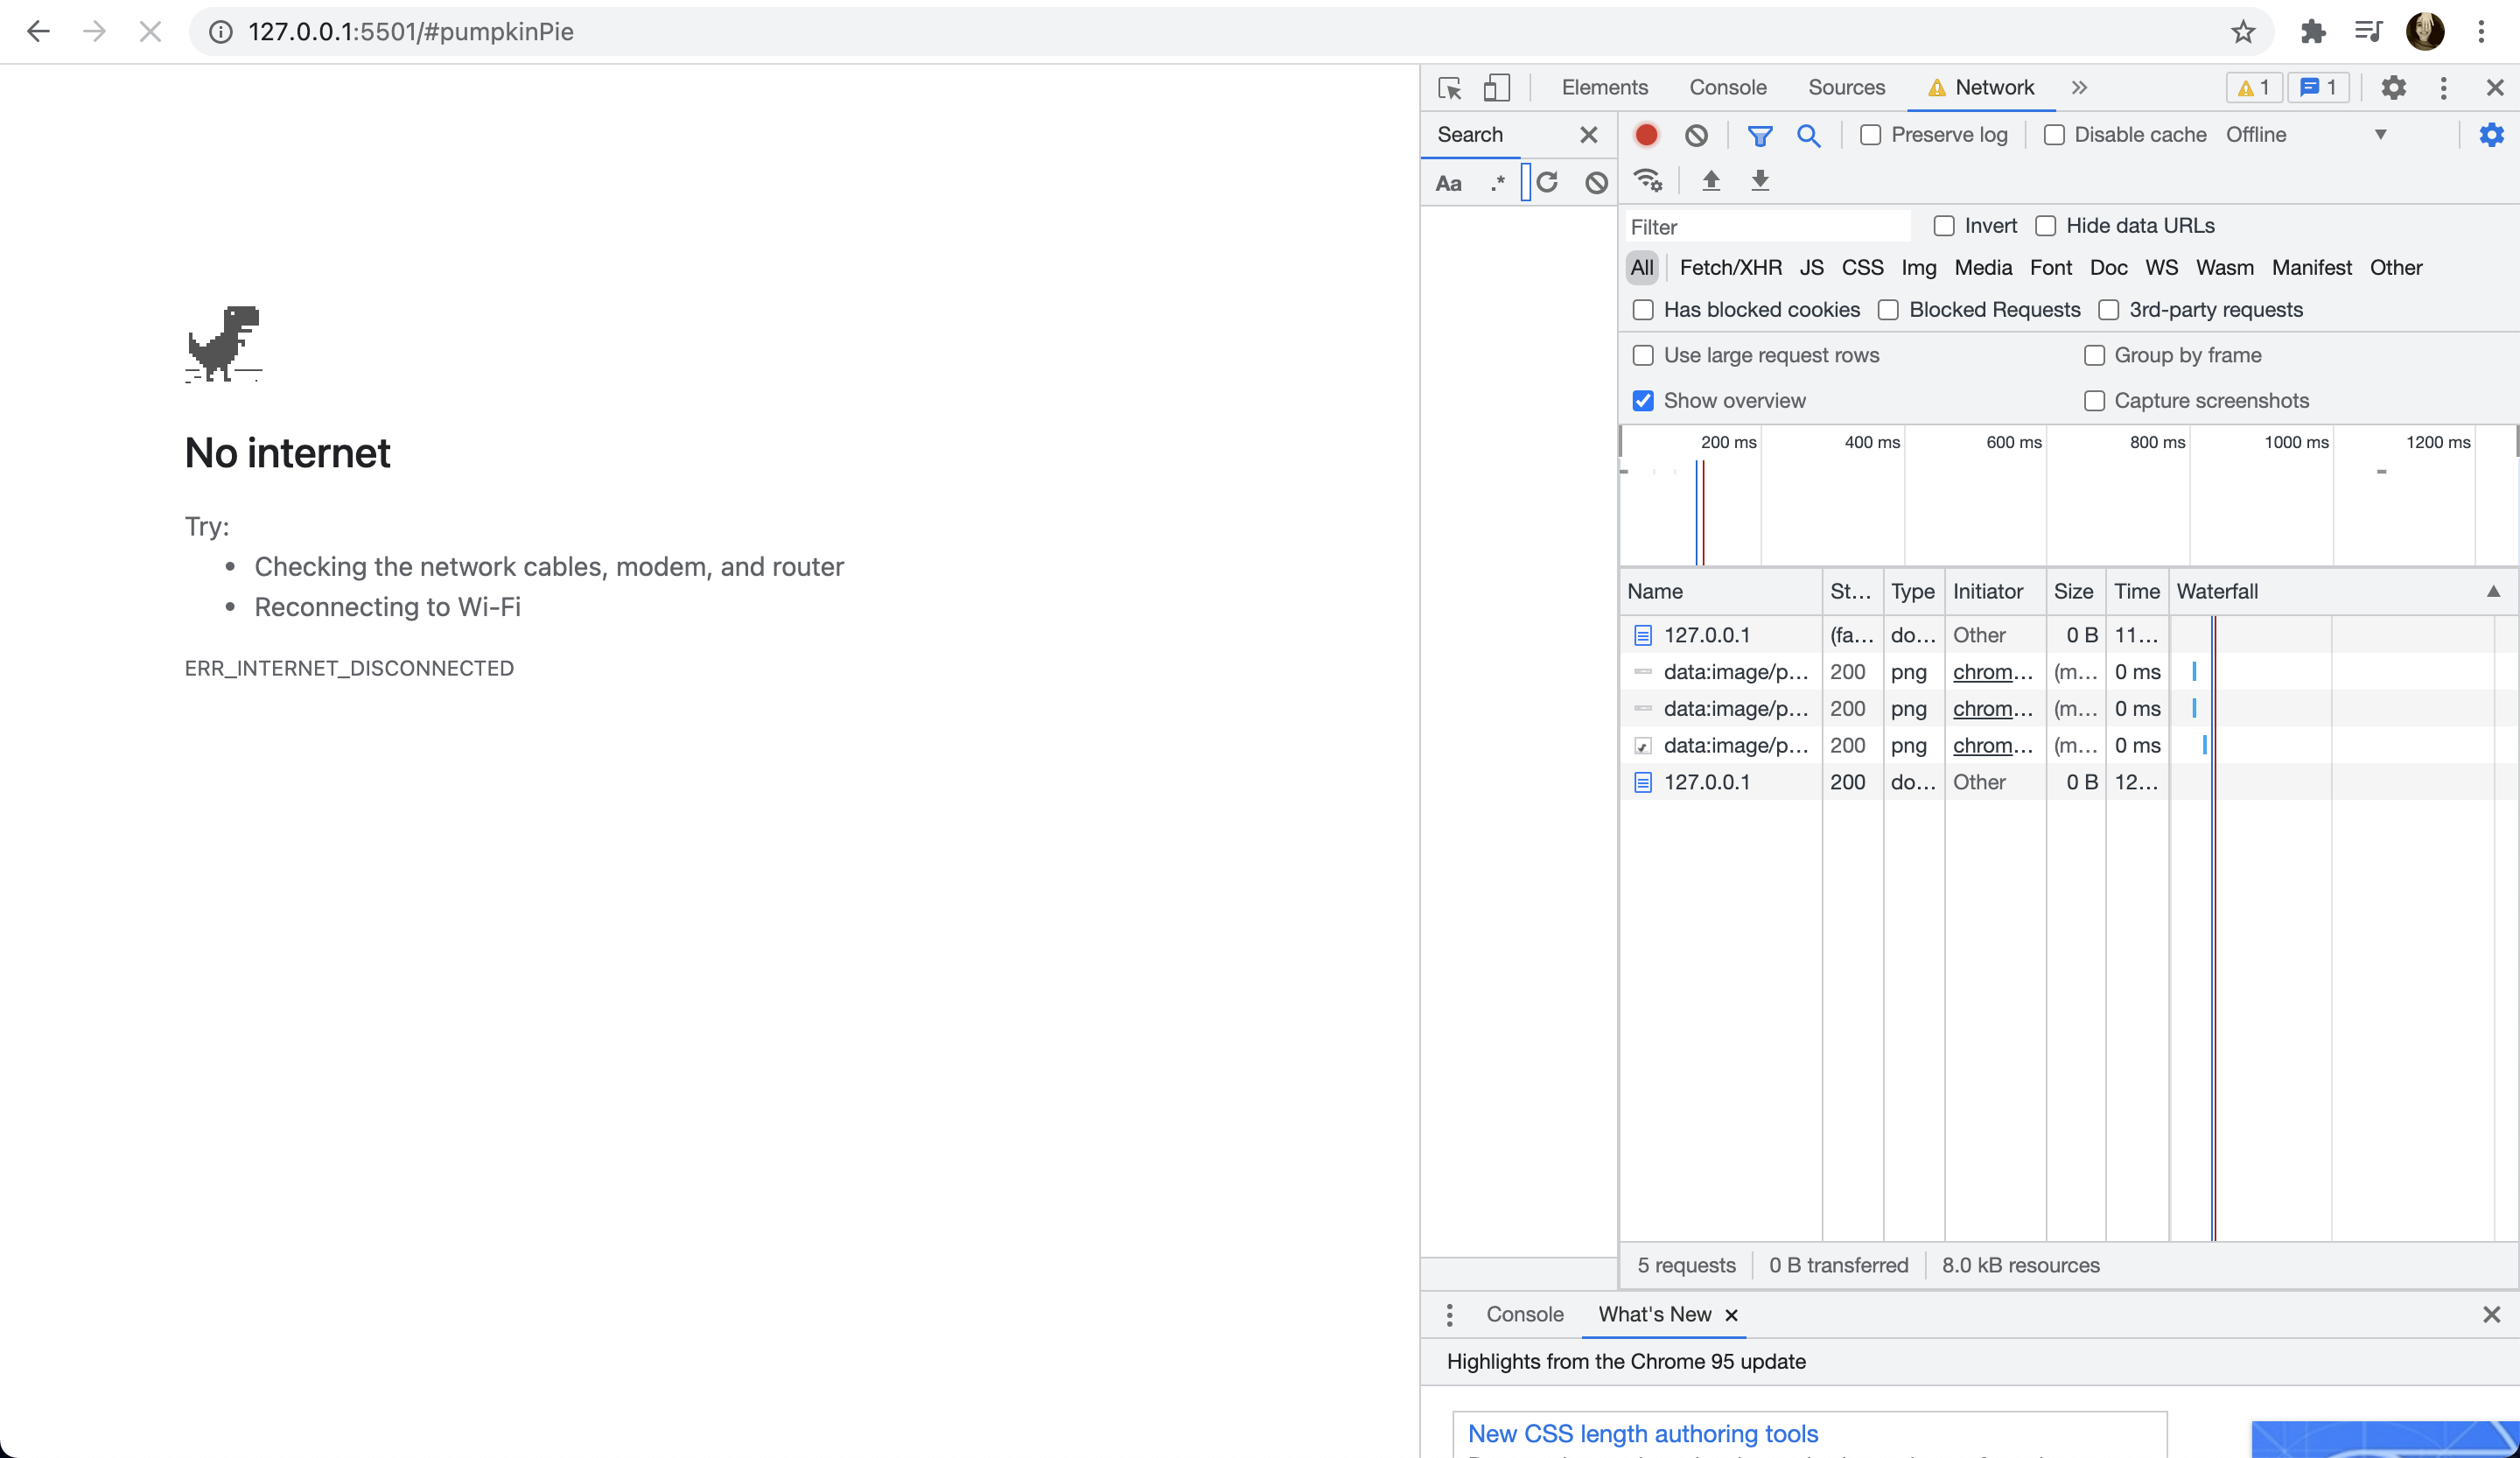 127.0.0.1:5501/#pumpkinPie
Elements Console Sources Network 1 1
Search
Preserve log Disable cache Offline
Aa .*
Filter Invert Hide data URLs
All Fetch/XHR JS CSS Img Media Font Doc WS Wasm Manifest Other
Has blocked cookies Blocked Requests 3rd-party requests
Use large request rows Group by frame
Show overview Capture screenshots
200 ms 400 ms 600 ms 800 ms 1000 ms 1200 ms
No internet
Try:
Checking the network cables, modem, and router
Reconnecting to Wi-Fi
ERR_INTERNET_DISCONNECTED
Name St... Type Initiator Size Time Waterfall
127.0.0.1 (fa... do... Other 0 B 11...
data:image/p... 200 png chrom... (m... 0 ms
data:image/p... 200 png chrom... (m... 0 ms
data:image/p... 200 png chrom... (m... 0 ms
127.0.0.1 200 do... Other 0 B 12...
5 requests 0 B transferred 8.0 kB resources
Console What's New
Highlights from the Chrome 95 update
New CSS length authoring tools